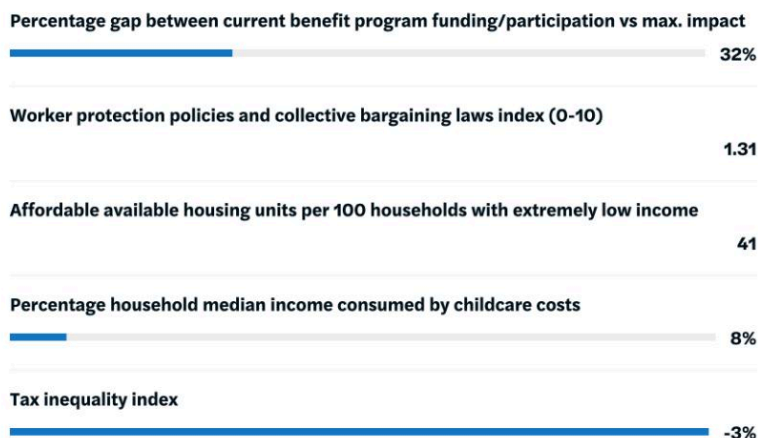 Percentage gap between current benefit program funding/participation vs max. impact
32%
Worker protection policies and collective bargaining laws index (0-10)
1.31
Affordable available housing units per 100 households with extremely low income
41
Percentage household median income consumed by childcare costs
8%
Tax inequality index
-3%